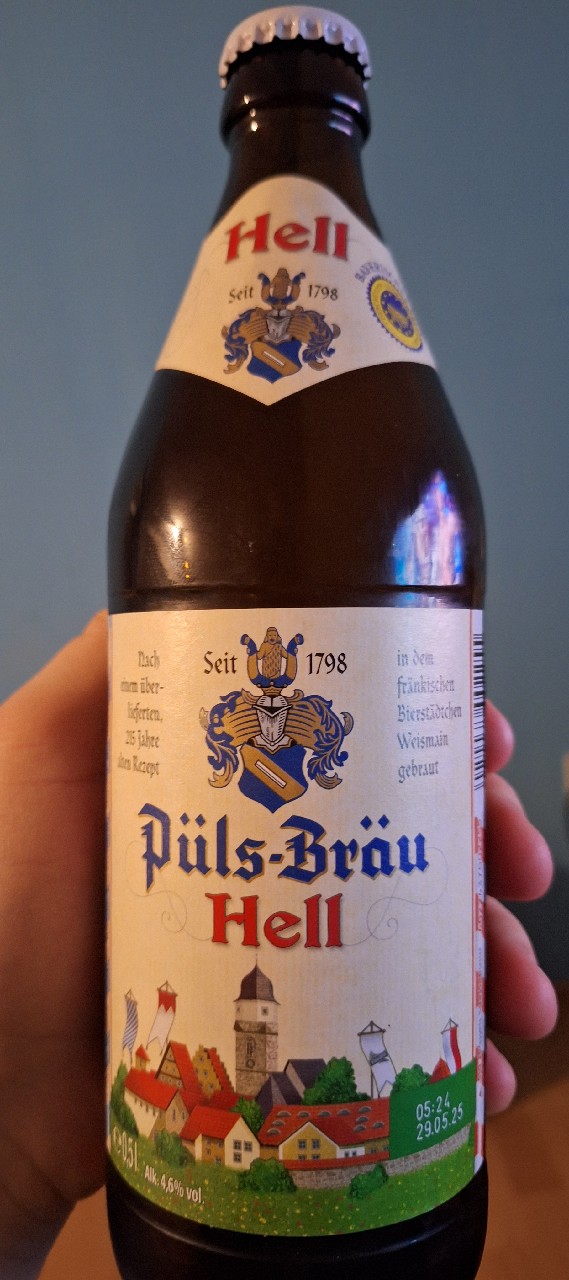 Hell
Seit 1798
Seit 1798
Nach
einem über-
lieferten,
215 Jahre
alten Rezept
in dem
fränkischen
Bierstädtchen
Weismain
gebraut
Püls-Bräu
Hell
05:24
29.05.25
0,5l
Alk. 4,6% vol.